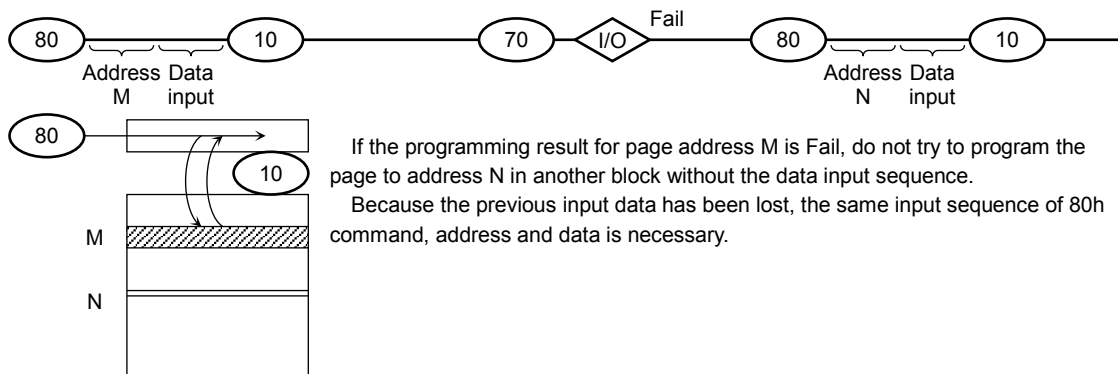 Fail
80 10 70 I/O 80 10
Address Data Address Data
M input N input
80
If the programming result for page address M is Fail, do not try to program the
10
page to address N in another block without the data input sequence.
Because the previous input data has been lost, the same input sequence of 80h
M
command, address and data is necessary.
N